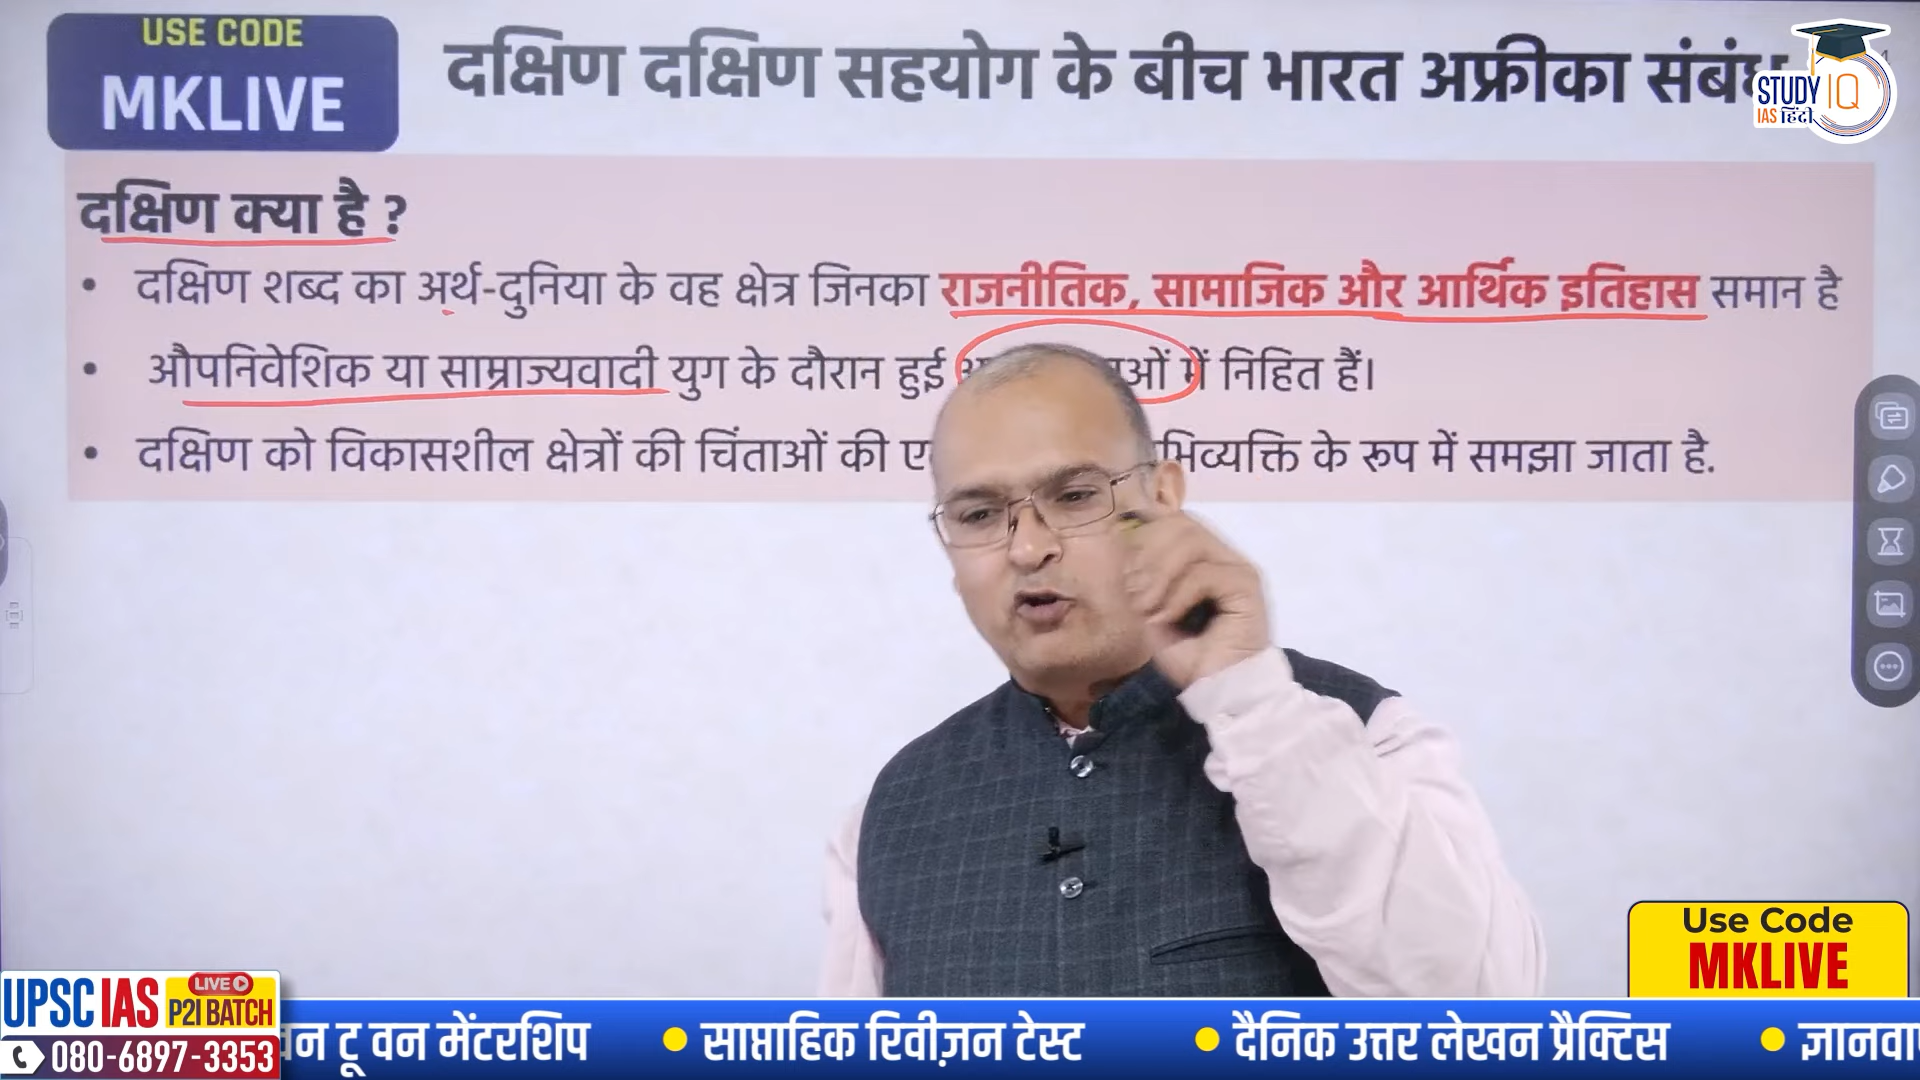 USE CODE
MKLIVE
दक्षिण दक्षिण सहयोग के बीच भारत अफ्रीका संबंध
STUDY IQ
IAS हिंदी
दक्षिण क्या है ?
• दक्षिण शब्द का अर्थ-दुनिया के वह क्षेत्र जिनका राजनीतिक, सामाजिक और आर्थिक इतिहास समान है
• औपनिवेशिक या साम्राज्यवादी युग के दौरान हुई में निहित हैं।
• दक्षिण को विकासशील क्षेत्रों की चिंताओं की के रूप में समझा जाता है.
Use Code
MKLIVE
UPSC IAS LIVE
P2I BATCH
080-6897-3353
टू वन मेंटरशिप • साप्ताहिक रिवीज़न टेस्ट • दैनिक उत्तर लेखन प्रैक्टिस •